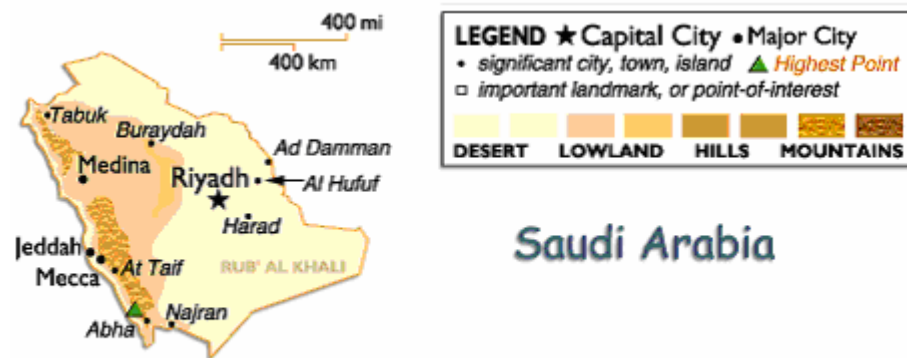 400 mi
400 km
Tabuk
Buraydah
Ad Damman
Medina
Riyadh
Al Hufuf
Harad
Jeddah
Mecca
At Taif
RUB' AL KHALI
Najran
Abha
LEGEND Capital City Major City
significant city, town, island Highest Point
important landmark, or point-of-interest
DESERT LOWLAND HILLS MOUNTAINS
Saudi Arabia